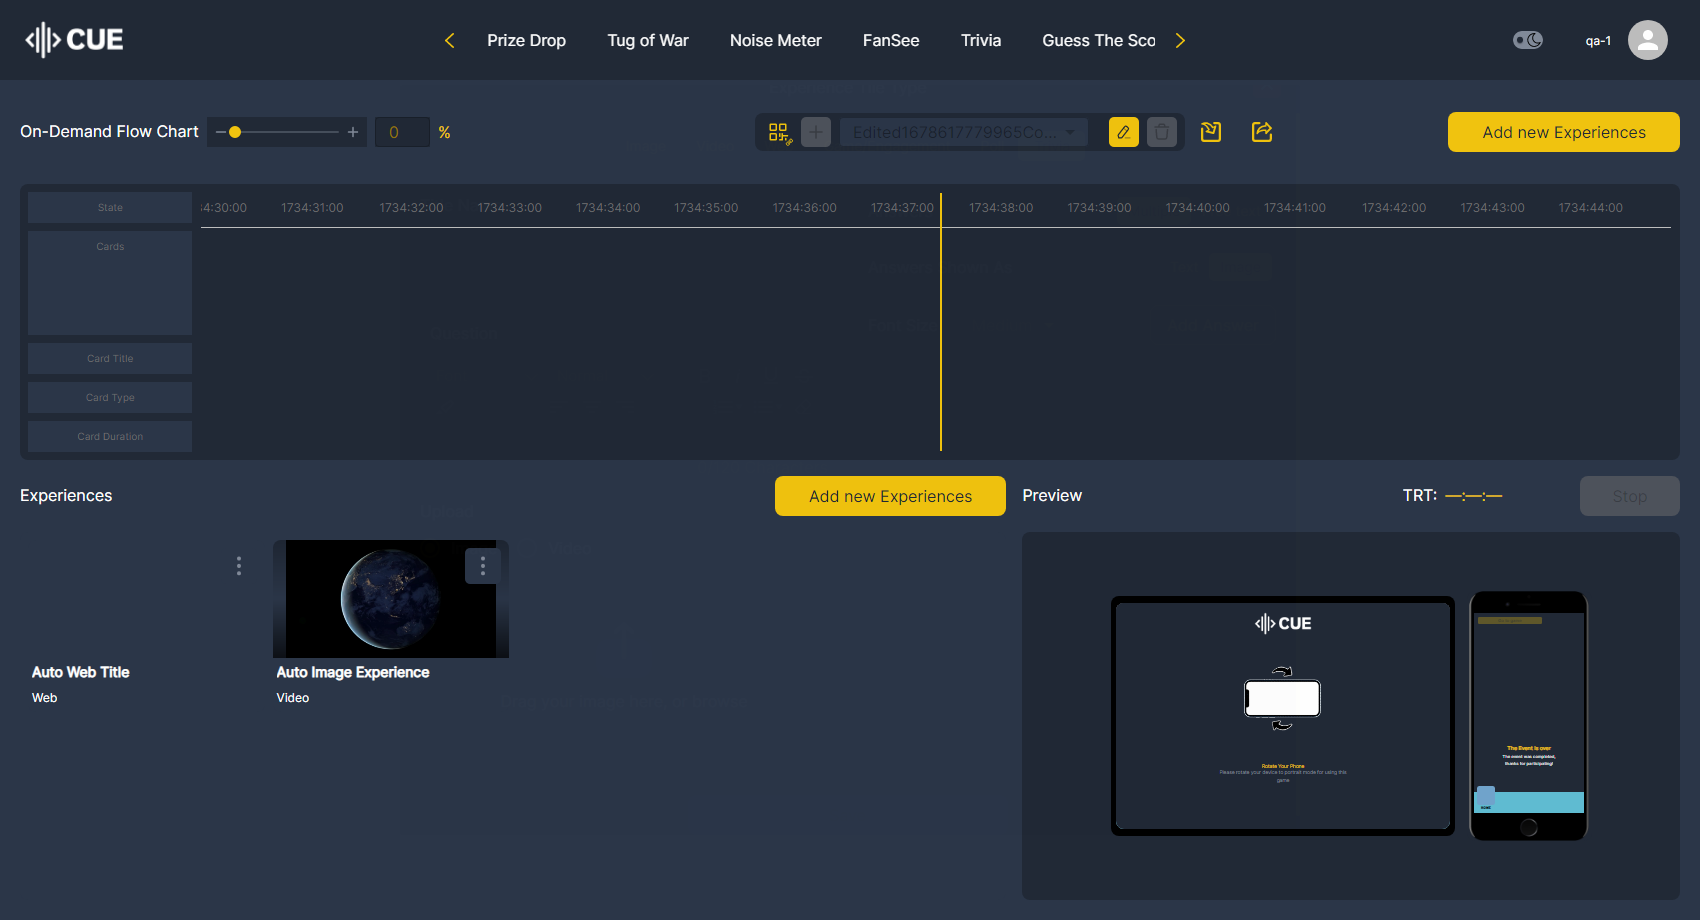 CUE
Prize Drop
Tug of War
Noise Meter
FanSee
Trivia
Guess The Sco
qa-1
On-Demand Flow Chart
0
%
Edited1678617779965Co...
Add new Experiences
State
:4:30:00
1734:31:00
1734:32:00
1734:33:00
1734:34:00
1734:35:00
1734:36:00
1734:37:00
1734:38:00
1734:39:00
1734:40:00
1734:41:00
1734:42:00
1734:43:00
1734:44:00
Cards
Card Title
Card Type
Card Duration
Experiences
Add new Experiences
Preview
TRT: —:—:—
Stop
Auto Web Title
Web
Auto Image Experience
Video
CUE
Rotate Your Phone
Please rotate your device to portrait mode for using this
game
The Event is over
The event was completed,
thanks for participating!
HOME